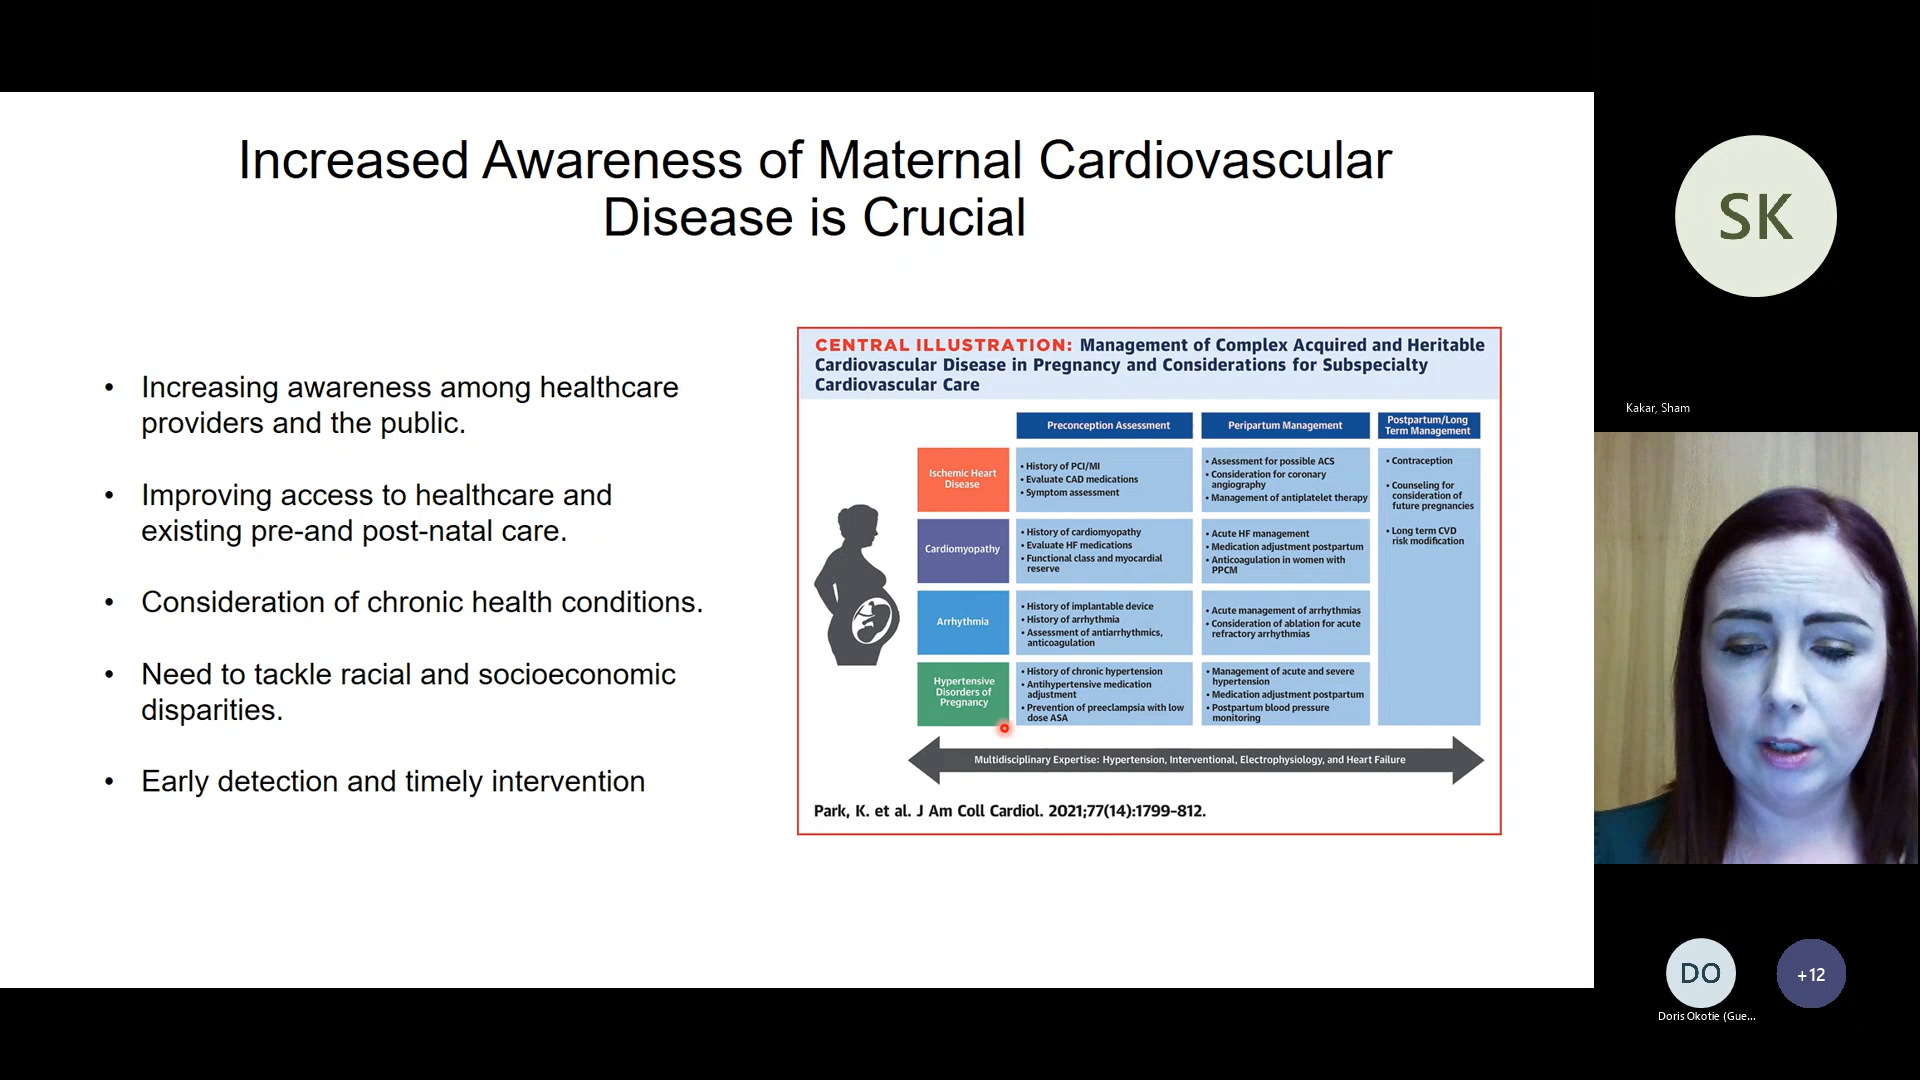 Increased Awareness of Maternal Cardiovascular
Disease is Crucial
• Increasing awareness among healthcare
providers and the public.
• Improving access to healthcare and
existing pre-and post-natal care.
• Consideration of chronic health conditions.
• Need to tackle racial and socioeconomic
disparities.
• Early detection and timely intervention
CENTRAL ILLUSTRATION: Management of Complex Acquired and Heritable
Cardiovascular Disease in Pregnancy and Considerations for Subspecialty
Cardiovascular Care
Preconception Assessment
Peripartum Management
Postpartum/Long
Term Management
Ischemic Heart
Disease
• History of PCI/MI
• Evaluate CAD medications
• Symptom assessment
• Assessment for possible ACS
• Consideration for coronary
angiography
• Management of antiplatelet therapy
• Contraception
• Counseling for
consideration of
future pregnancies
• Long term CVD
risk modification
Cardiomyopathy
• History of cardiomyopathy
• Evaluate HF medications
• Functional class and myocardial
reserve
• Acute HF management
• Medication adjustment postpartum
• Anticoagulation in women with
PPCM
Arrhythmia
• History of implantable device
• History of arrhythmia
• Assessment of antiarrhythmics,
anticoagulation
• Acute management of arrhythmias
• Consideration of ablation for acute
refractory arrhythmias
Hypertensive
Disorders of
Pregnancy
• History of chronic hypertension
• Antihypertensive medication
adjustment
• Prevention of preeclampsia with low
dose ASA
• Management of acute and severe
hypertension
• Medication adjustment postpartum
• Postpartum blood pressure
monitoring
Multidisciplinary Expertise: Hypertension, Interventional, Electrophysiology, and Heart Failure
Park, K. et al. J Am Coll Cardiol. 2021;77(14):1799-812.
SK
Kakar, Sham
DO
+12
Doris Okotie (Gue...